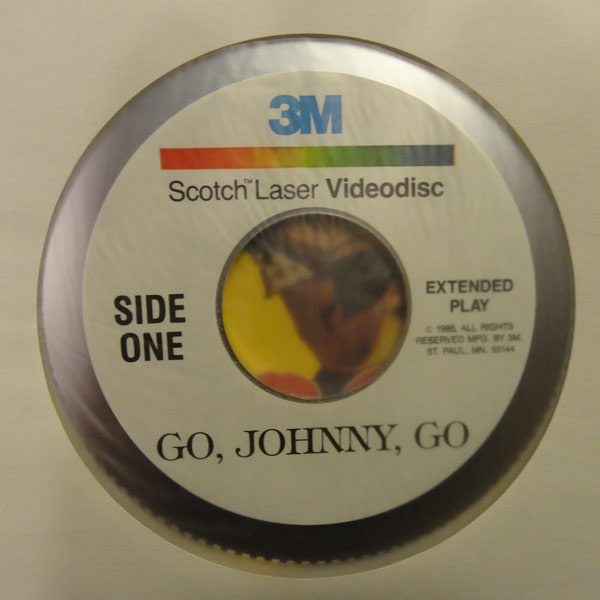 3M
Scotch™ Laser Videodisc
SIDE
ONE
EXTENDED
PLAY
© 1985, ALL RIGHTS
RESERVED MFG. BY 3M,
ST. PAUL, MN. 55144
GO, JOHNNY, GO